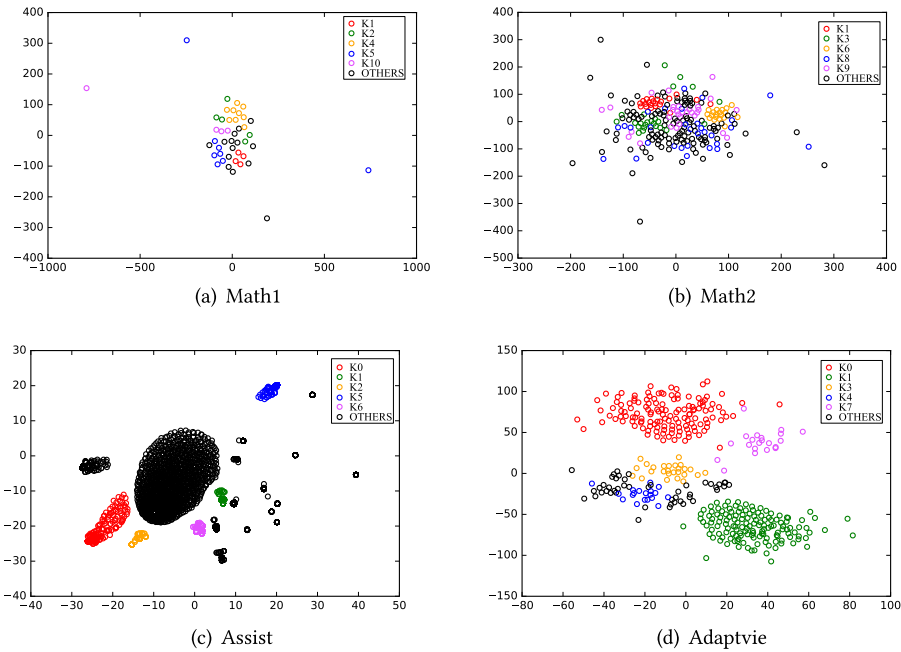 400
300
200
100
0
−100
−200
−300
−400
−1000 −500 0 500 1000
K1
K2
K4
K5
K10
OTHERS
(a) Math1
400
300
200
100
0
−100
−200
−300
−400
−500
−300 −200 −100 0 100 200 300 400
K1
K3
K6
K8
K9
OTHERS
(b) Math2
30
20
10
0
−10
−20
−30
−40
−40 −30 −20 −10 0 10 20 30 40 50
K0
K1
K2
K5
K6
OTHERS
(c) Assist
150
100
50
0
−50
−100
−150
−80 −60 −40 −20 0 20 40 60 80 100
K0
K1
K3
K4
K7
OTHERS
(d) Adaptvie